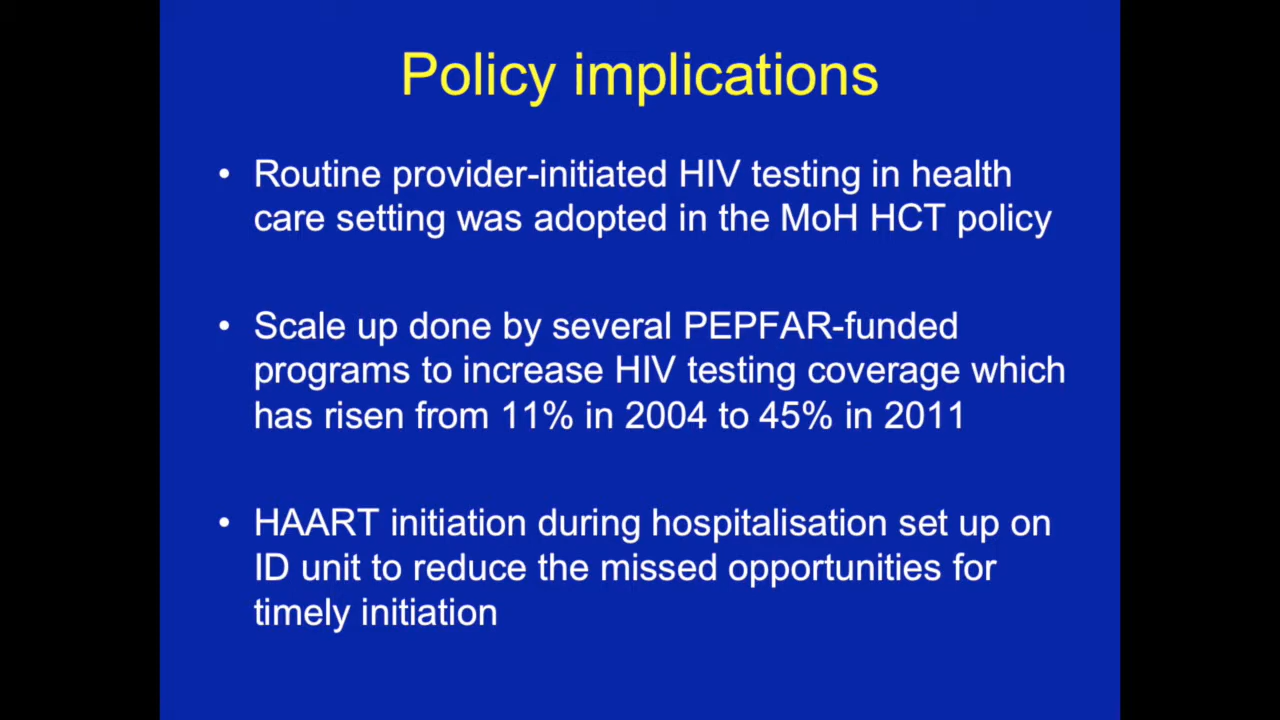 Policy implications
• Routine provider-initiated HIV testing in health
care setting was adopted in the MoH HCT policy
• Scale up done by several PEPFAR-funded
programs to increase HIV testing coverage which
has risen from 11% in 2004 to 45% in 2011
• HAART initiation during hospitalisation set up on
ID unit to reduce the missed opportunities for
timely initiation